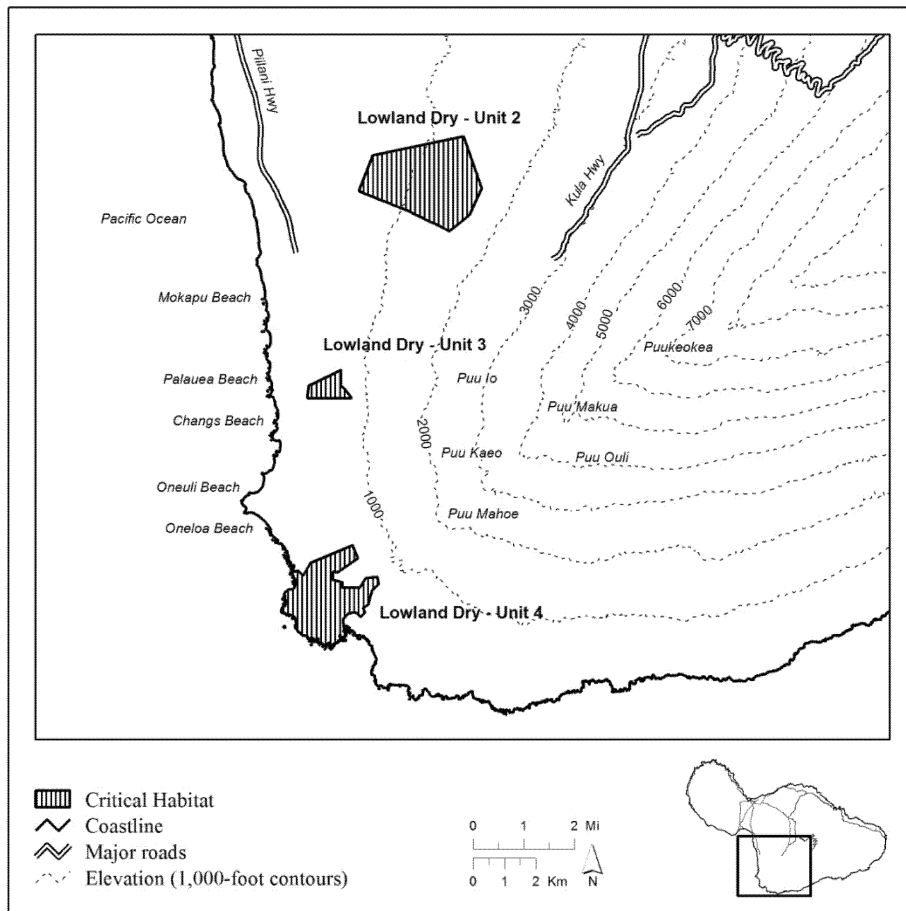 Piilani Hwy
Lowland Dry - Unit 2
Kula Hwy
Pacific Ocean
Mokapu Beach
3000
4000
5000
6000
7000
Puukeokea
Lowland Dry - Unit 3
Palauea Beach
Puu Io
Puu Makua
Changs Beach
2000
Puu Kaeo
Puu Ouli
Oneuli Beach
1000
Puu Mahoe
Oneloa Beach
Lowland Dry - Unit 4
Critical Habitat
Coastline
Major roads
Elevation (1,000-foot contours)
0 1 2 Mi
0 1 2 Km
N